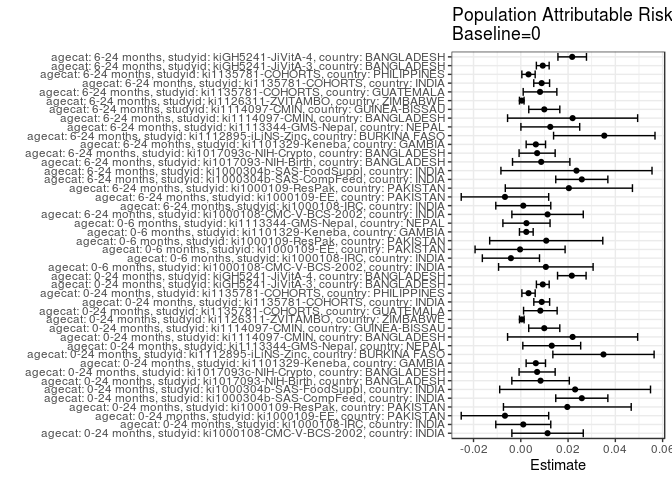 Population Attributable Risk
Baseline=0
agecat: 6-24 months, studyid: kiGH5241-JiVitA-4, country: BANGLADESH
agecat: 6-24 months, studyid: kiGH5241-JiVitA-3, country: BANGLADESH
agecat: 6-24 months, studyid: ki1135781-COHORTS, country: PHILIPPINES
agecat: 6-24 months, studyid: ki1135781-COHORTS, country: INDIA
agecat: 6-24 months, studyid: ki1135781-COHORTS, country: GUATEMALA
agecat: 6-24 months, studyid: ki1126311-ZVITAMBO, country: ZIMBABWE
agecat: 6-24 months, studyid: ki1114097-CMIN, country: GUINEA-BISSAU
agecat: 6-24 months, studyid: ki1114097-CMIN, country: BANGLADESH
agecat: 6-24 months, studyid: ki1113344-GMS-Nepal, country: NEPAL
agecat: 6-24 months, studyid: ki1112895-iLiNS-Zinc, country: BURKINA FASO
agecat: 6-24 months, studyid: ki1101329-Keneba, country: GAMBIA
agecat: 6-24 months, studyid: ki1017093c-NIH-Crypto, country: BANGLADESH
agecat: 6-24 months, studyid: ki1017093-NIH-Birth, country: BANGLADESH
agecat: 6-24 months, studyid: ki1000304b-SAS-FoodSuppl, country: INDIA
agecat: 6-24 months, studyid: ki1000304b-SAS-CompFeed, country: INDIA
agecat: 6-24 months, studyid: ki1000109-ResPak, country: PAKISTAN
agecat: 6-24 months, studyid: ki1000109-EE, country: PAKISTAN
agecat: 6-24 months, studyid: ki1000108-IRC, country: INDIA
agecat: 6-24 months, studyid: ki1000108-CMC-V-BCS-2002, country: INDIA
agecat: 0-6 months, studyid: ki1113344-GMS-Nepal, country: NEPAL
agecat: 0-6 months, studyid: ki1101329-Keneba, country: GAMBIA
agecat: 0-6 months, studyid: ki1000109-ResPak, country: PAKISTAN
agecat: 0-6 months, studyid: ki1000109-EE, country: PAKISTAN
agecat: 0-6 months, studyid: ki1000108-IRC, country: INDIA
agecat: 0-6 months, studyid: ki1000108-CMC-V-BCS-2002, country: INDIA
agecat: 0-24 months, studyid: kiGH5241-JiVitA-4, country: BANGLADESH
agecat: 0-24 months, studyid: kiGH5241-JiVitA-3, country: BANGLADESH
agecat: 0-24 months, studyid: ki1135781-COHORTS, country: PHILIPPINES
agecat: 0-24 months, studyid: ki1135781-COHORTS, country: INDIA
agecat: 0-24 months, studyid: ki1135781-COHORTS, country: GUATEMALA
agecat: 0-24 months, studyid: ki1126311-ZVITAMBO, country: ZIMBABWE
agecat: 0-24 months, studyid: ki1114097-CMIN, country: GUINEA-BISSAU
agecat: 0-24 months, studyid: ki1114097-CMIN, country: BANGLADESH
agecat: 0-24 months, studyid: ki1113344-GMS-Nepal, country: NEPAL
agecat: 0-24 months, studyid: ki1112895-iLiNS-Zinc, country: BURKINA FASO
agecat: 0-24 months, studyid: ki1101329-Keneba, country: GAMBIA
agecat: 0-24 months, studyid: ki1017093c-NIH-Crypto, country: BANGLADESH
agecat: 0-24 months, studyid: ki1017093-NIH-Birth, country: BANGLADESH
agecat: 0-24 months, studyid: ki1000304b-SAS-FoodSuppl, country: INDIA
agecat: 0-24 months, studyid: ki1000304b-SAS-CompFeed, country: INDIA
agecat: 0-24 months, studyid: ki1000109-ResPak, country: PAKISTAN
agecat: 0-24 months, studyid: ki1000109-EE, country: PAKISTAN
agecat: 0-24 months, studyid: ki1000108-IRC, country: INDIA
agecat: 0-24 months, studyid: ki1000108-CMC-V-BCS-2002, country: INDIA
-0.02 0.00 0.02 0.04 0.06
Estimate